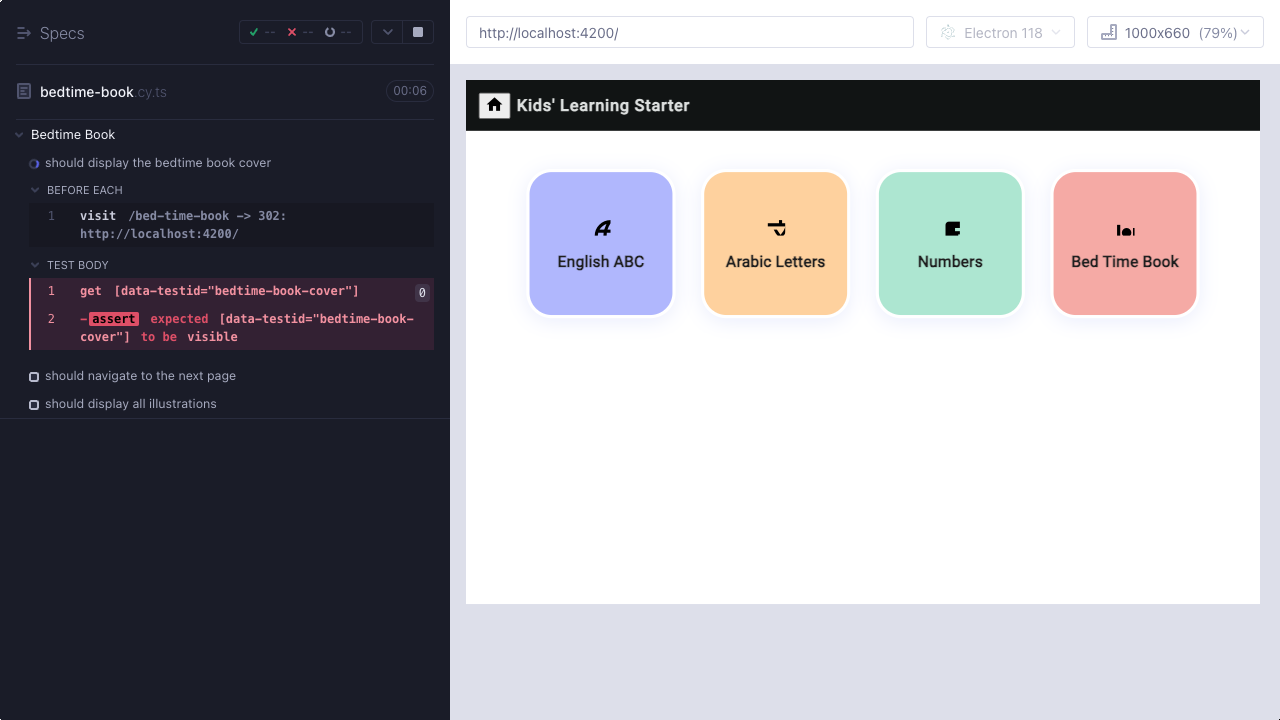 Specs
-- -- --
bedtime-book.cy.ts
00:06
Bedtime Book
should display the bedtime book cover
BEFORE EACH
1 visit /bed-time-book -> 302:
http://localhost:4200/
TEST BODY
1 get [data-testid="bedtime-book-cover"] 0
2 -assert expected [data-testid="bedtime-book-
cover"] to be visible
should navigate to the next page
should display all illustrations
http://localhost:4200/
Electron 118
1000x660 (79%)
Kids' Learning Starter
English ABC
Arabic Letters
Numbers
Bed Time Book